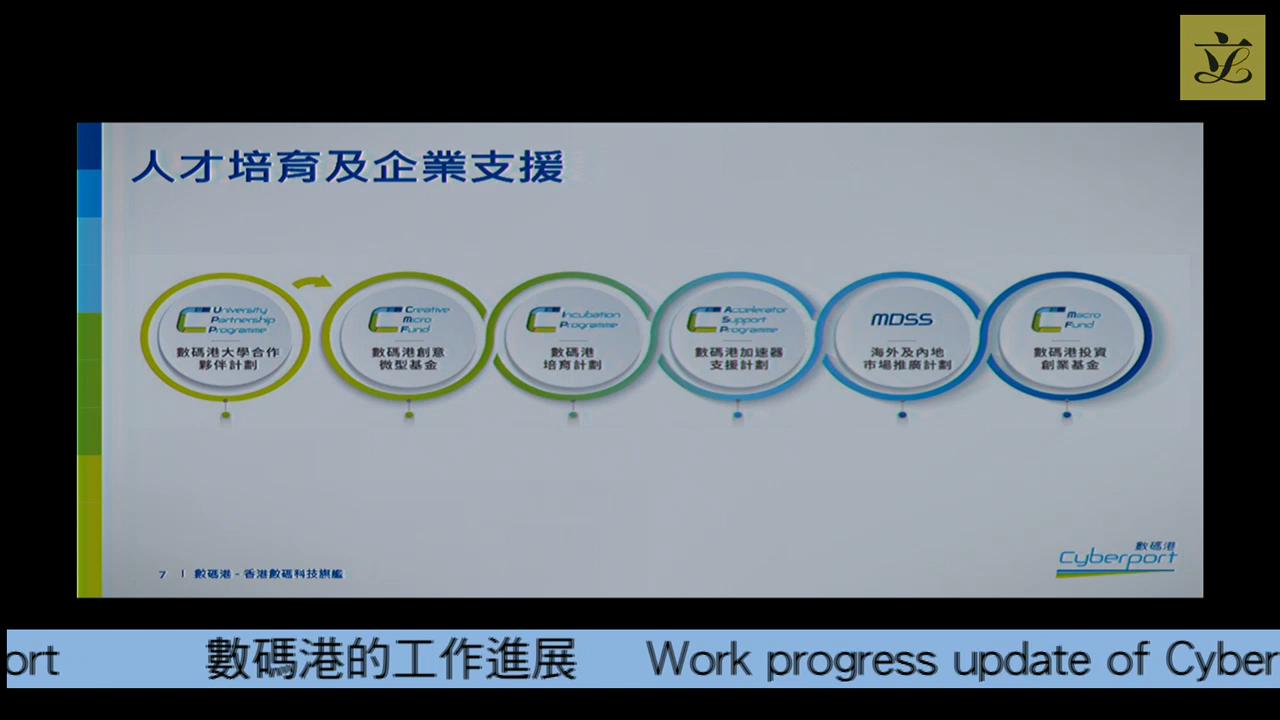 立
人才培育及企業支援
University
Partnership
Programme
數碼港大學合作
夥伴計劃
Creative
Micro
Fund
數碼港創意
微型基金
Incubation
Programme
數碼港
培育計劃
Accelerator
Support
Programme
數碼港加速器
支援計劃
MDSS
海外及內地
市場推廣計劃
Macro
Fund
數碼港投資
創業基金
數碼港
Cyberport
7 | 數碼港 - 香港數碼科技旗艦
ort 數碼港的工作進展 Work progress update of Cyber